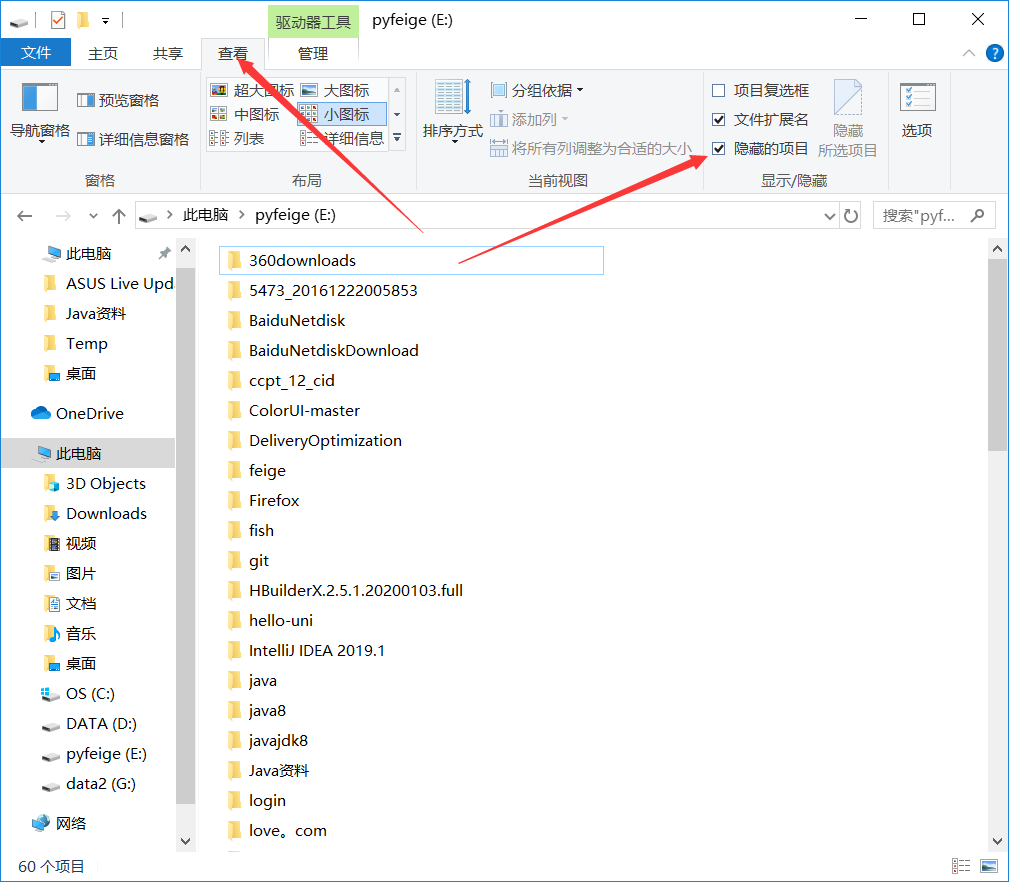 驱动器工具 pyfeige (E:)
文件 主页 共享 查看 管理
导航窗格
预览窗格
详细信息窗格
窗格
超大图标 大图标
中图标 小图标
列表 详细信息
布局
排序方式
分组依据
添加列
将所有列调整为合适的大小
当前视图
项目复选框
文件扩展名
隐藏的项目
隐藏
所选项目
显示/隐藏
选项
此电脑 pyfeige (E:)
搜索"pyf...
此电脑
ASUS Live Upd
Java资料
Temp
桌面
OneDrive
此电脑
3D Objects
Downloads
视频
图片
文档
音乐
桌面
OS (C:)
DATA (D:)
pyfeige (E:)
data2 (G:)
网络
360downloads
5473_20161222005853
BaiduNetdisk
BaiduNetdiskDownload
ccpt_12_cid
ColorUI-master
DeliveryOptimization
feige
Firefox
fish
git
HBuilderX.2.5.1.20200103.full
hello-uni
IntelliJ IDEA 2019.1
java
java8
javajdk8
Java资料
login
love。com
60 个项目